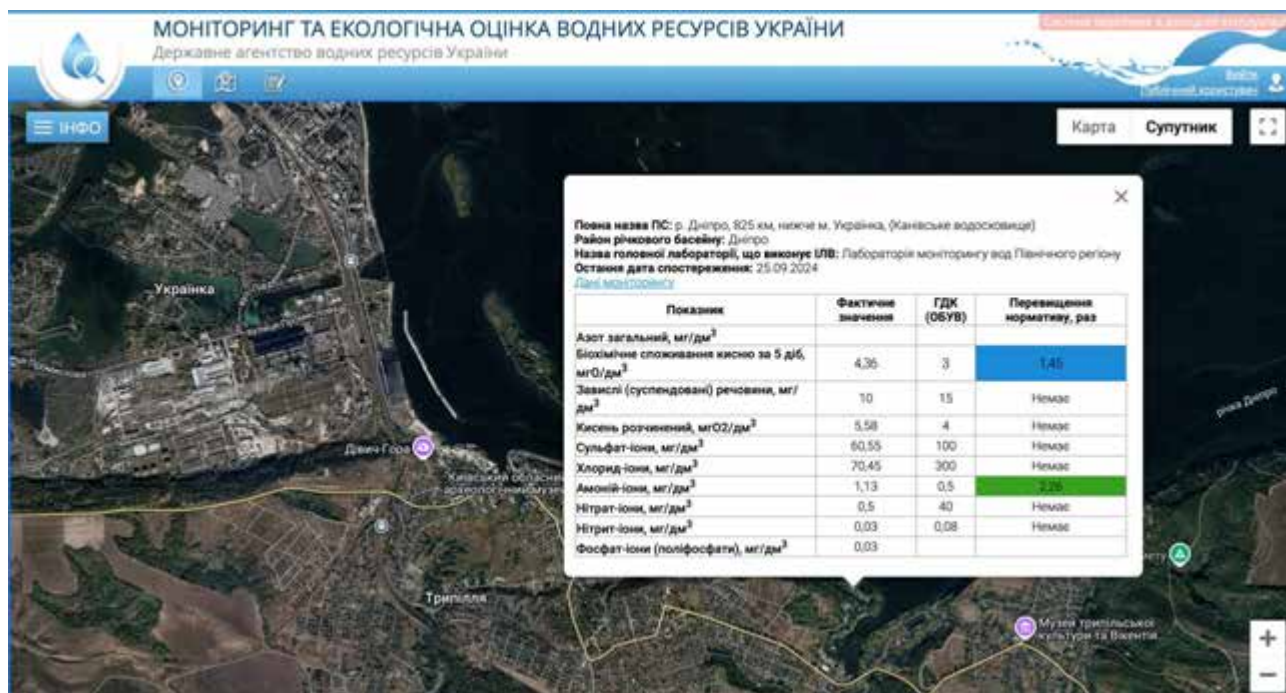 МОНІТОРИНГ ТА ЕКОЛОГІЧНА ОЦІНКА ВОДНИХ РЕСУРСІВ УКРАЇНИ
Державне агентство водних ресурсів України
Вийти
Публічний користувач
ІНФО
Карта Супутник
Повна назва ПС: р. Дніпро, 825 км, нижче м. Українка, (Канівське водосховище)
Район річкового басейну: Дніпро
Назва головної лабораторії, що виконує ІЛВ: Лабораторія моніторингу вод Північного регіону
Остання дата спостереження: 25.09.2024
Дані моніторингу
Показник Фактичне значення ГДК (ОБУВ) Перевищення нормативу, раз
Азот загальний, мг/дм³
Біохімічне споживання кисню за 5 діб, мгО/дм³ 4,36 3 1,45
Завислі (суспендовані) речовини, мг/дм³ 10 15 Немає
Кисень розчинений, мгО2/дм³ 5,58 4 Немає
Сульфат-іони, мг/дм³ 60,55 100 Немає
Хлорид-іони, мг/дм³ 70,45 300 Немає
Амоній-іони, мг/дм³ 1,13 0,5 2,26
Нітрат-іони, мг/дм³ 0,5 40 Немає
Нітрит-іони, мг/дм³ 0,03 0,08 Немає
Фосфат-іони (поліфосфати), мг/дм³ 0,03
Українка
річка Дніпро
Дівич-Гора
Київський обласний
археологічний музей
Трипілля
Музей трипільської
культури та Вікентія